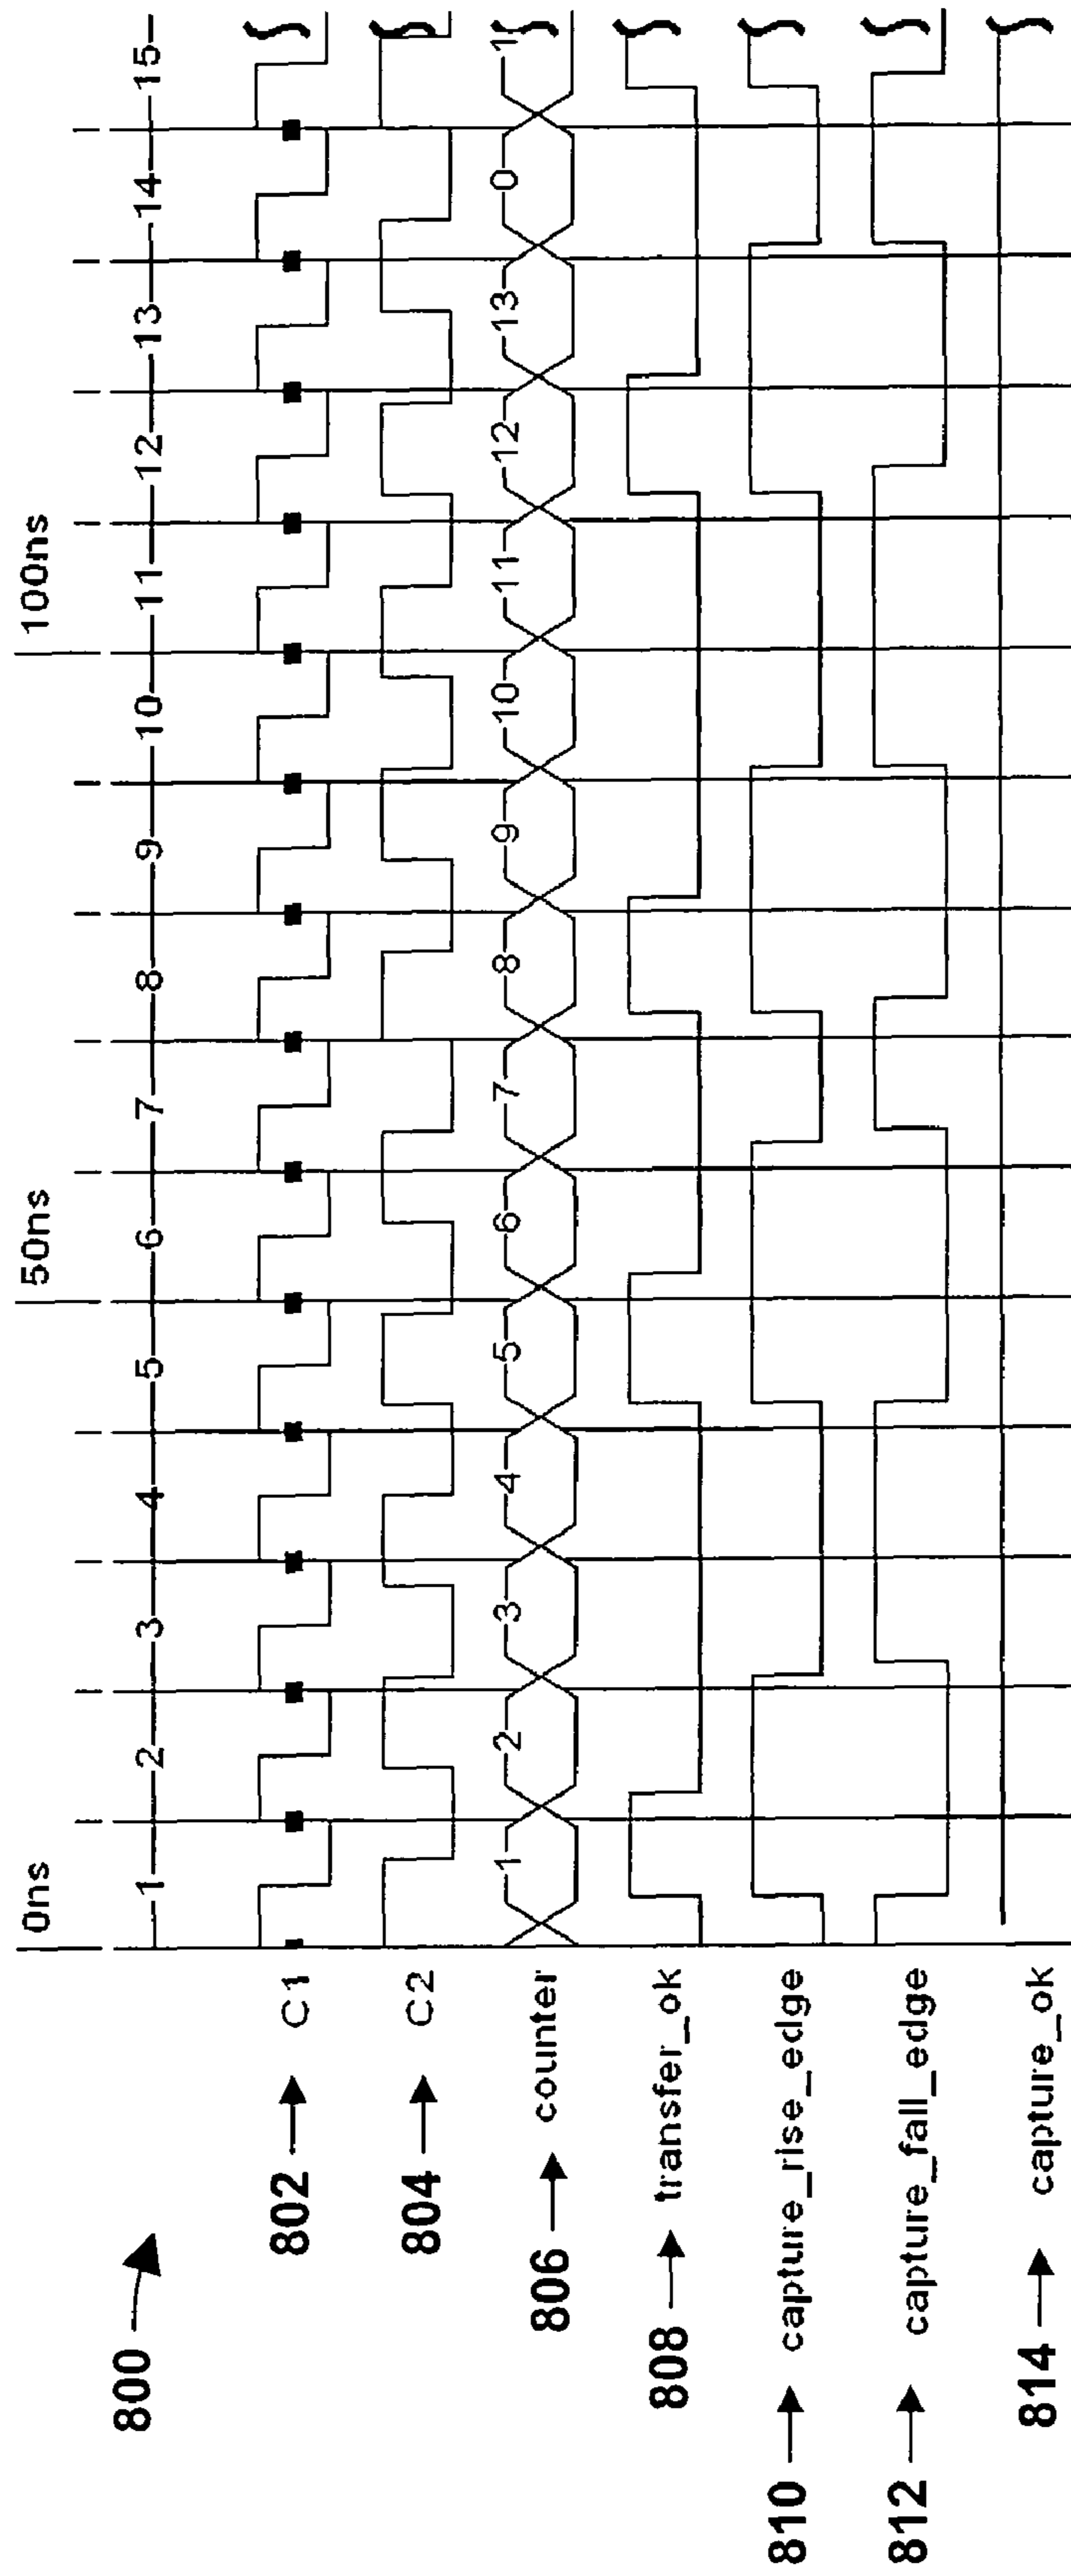 0ns 50ns 100ns
800
1 2 3 4 5 6 7 8 9 10 11 12 13 14 15
802 C1
804 C2
806 counter 1 2 3 4 5 6 7 8 9 10 11 12 13 0 1
808 transfer_ok
810 capture_rise_edge
812 capture_fall_edge
814 capture_ok